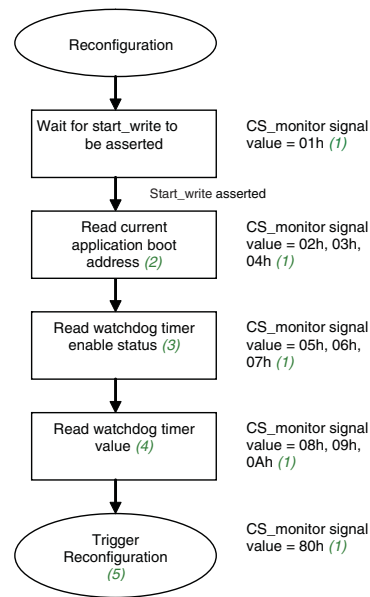 Reconfiguration
Wait for start_write to
be asserted
CS_monitor signal
value = 01h (1)
Start_write asserted
Read current
application boot
address (2)
CS_monitor signal
value = 02h, 03h,
04h (1)
Read watchdog timer
enable status (3)
CS_monitor signal
value = 05h, 06h,
07h (1)
Read watchdog timer
value (4)
CS_monitor signal
value = 08h, 09h,
0Ah (1)
Trigger
Reconfiguration
(5)
CS_monitor signal
value = 80h (1)